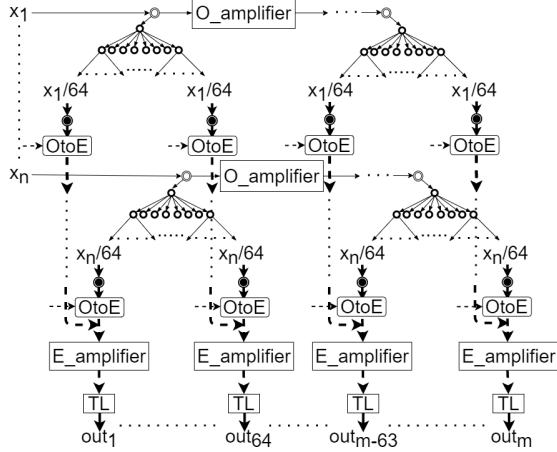 x1 O_amplifier
x1/64 x1/64 x1/64 x1/64
OtoE OtoE OtoE OtoE
xn O_amplifier
xn/64 xn/64 xn/64 xn/64
OtoE OtoE OtoE OtoE
E_amplifier E_amplifier E_amplifier E_amplifier
TL TL TL TL
out1 out64 outm-63 outm